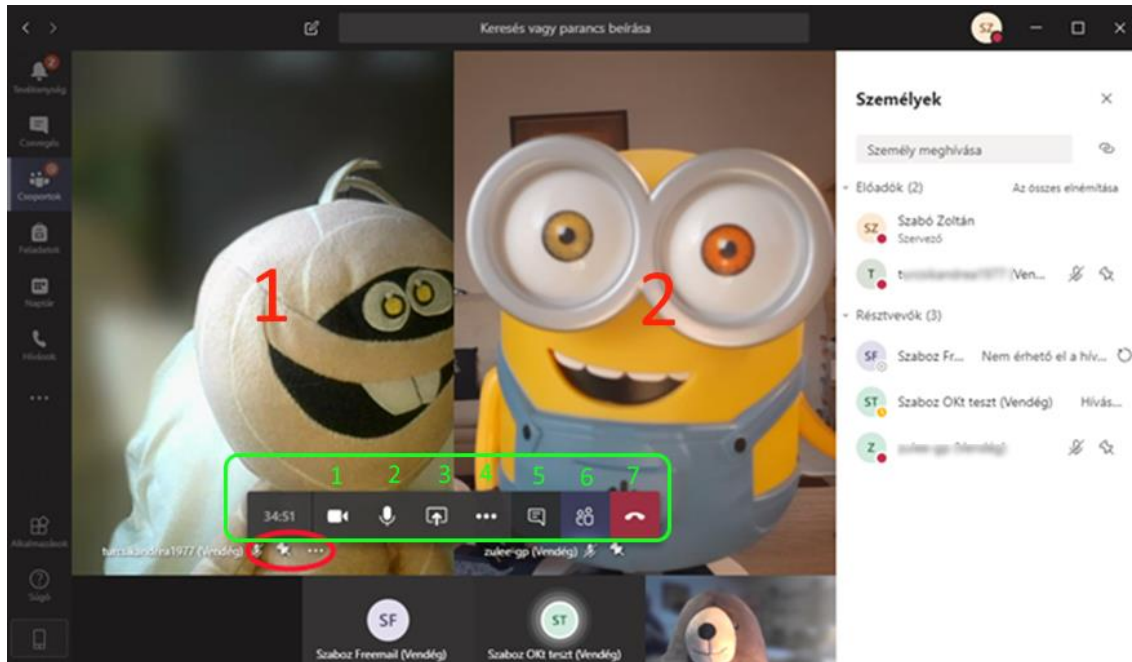 Keresés vagy parancs beírása
SZ
2
Tevékenység
Csevegés
Csoportok
Feladatok
Naptár
Hívások
Alkalmazások
Súgó
1
2
1 2 3 4 5 6 7
34:51
turcsikandrea1977 (Vendég)
zulee-gp (Vendég)
SF
Szaboz Freemail (Vendég)
ST
Szaboz OKt teszt (Vendég)
Személyek
Személy meghívása
Előadók (2) Az összes elnémítása
SZ Szabó Zoltán
Szervező
T (Ven...
Résztvevők (3)
SF Szaboz Fr... Nem érhető el a hív...
ST Szaboz OKt teszt (Vendég) Hívás...
Z